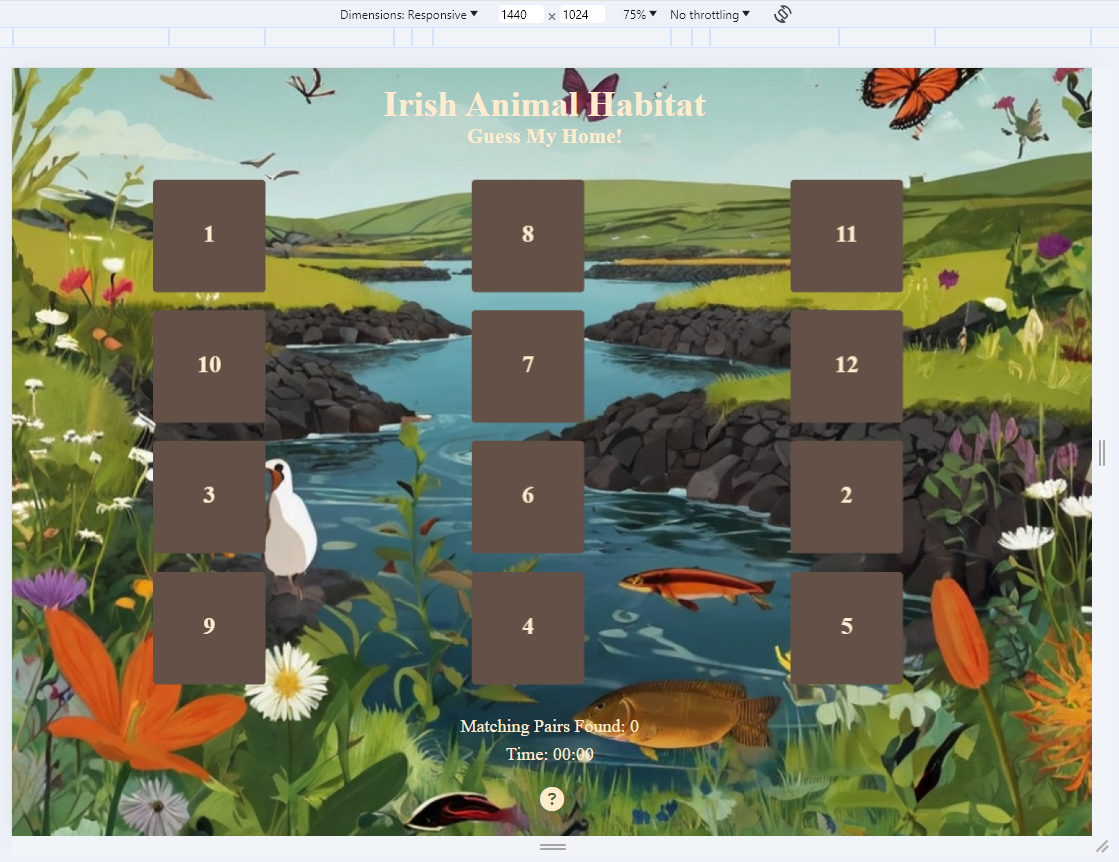 Dimensions: Responsive ▼ 1440 × 1024 75% ▼ No throttling ▼
Irish Animal Habitat
Guess My Home!
1 8 11
10 7 12
3 6 2
9 4 5
Matching Pairs Found: 0
Time: 00:00
?